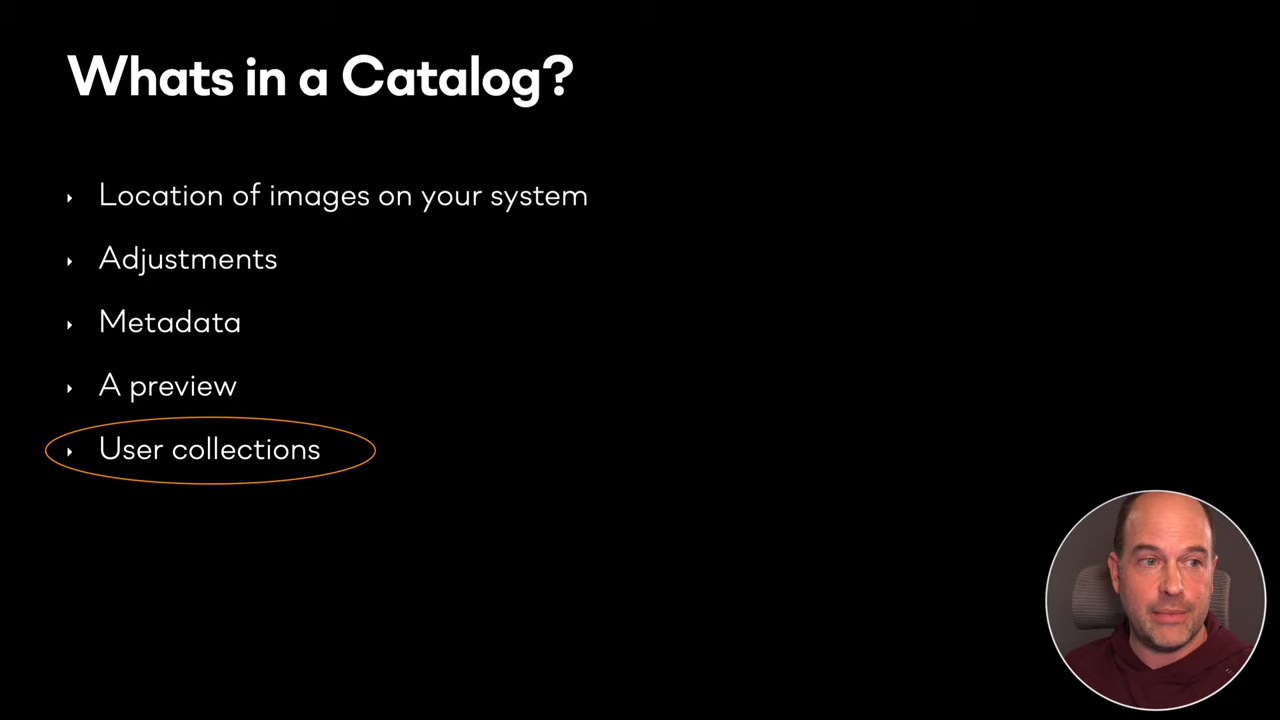 Whats in a Catalog?
Location of images on your system
Adjustments
Metadata
A preview
User collections